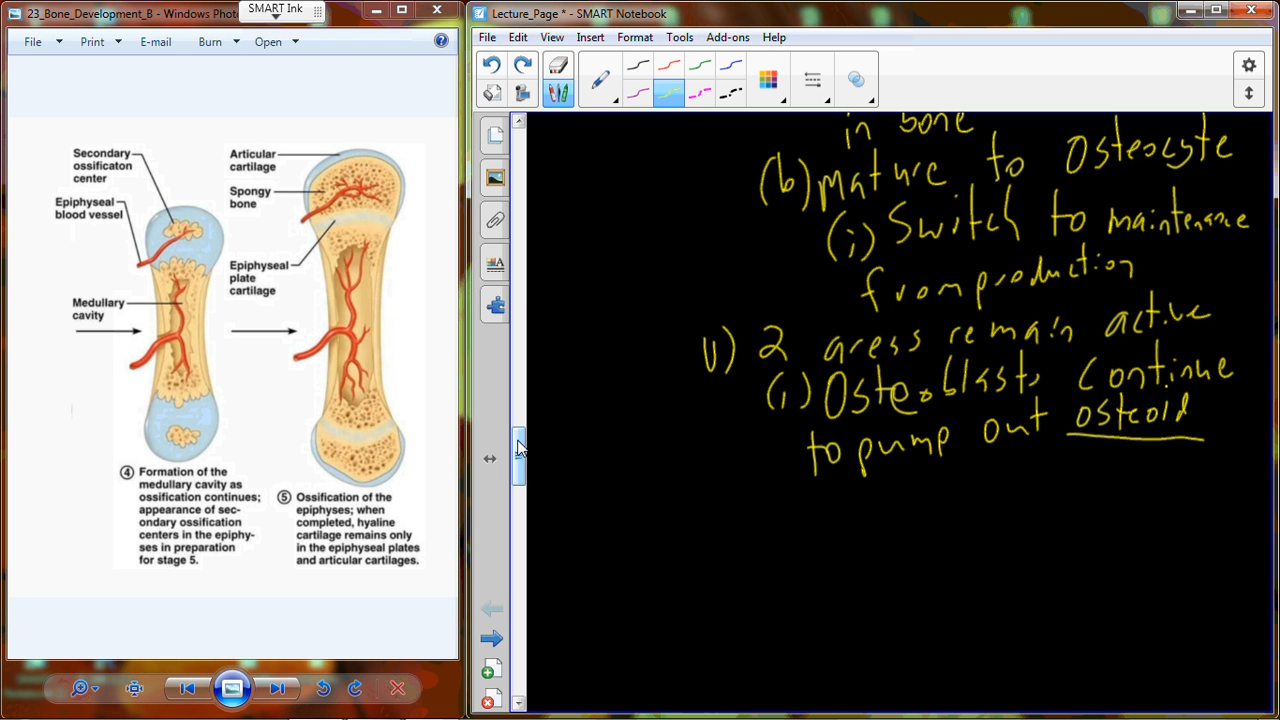 23_Bone_Development_B - Windows Phot
SMART Ink
File Print E-mail Burn Open
Secondary
ossificaton
center
Epiphyseal
blood vessel
Medullary
cavity
Articular
cartilage
Spongy
bone
Epiphyseal
plate
cartilage
④ Formation of the
medullary cavity as
ossification continues;
appearance of sec-
ondary ossification
centers in the epiphy-
ses in preparation
for stage 5.
⑤ Ossification of the
epiphyses; when
completed, hyaline
cartilage remains only
in the epiphyseal plates
and articular cartilages.
Lecture_Page * - SMART Notebook
File Edit View Insert Format Tools Add-ons Help
in bone
(b) mature to Osteocyte
(i) Switch to maintenance
from production
v) 2 areas remain active
(i) Osteoblasts continue
to pump out osteoid